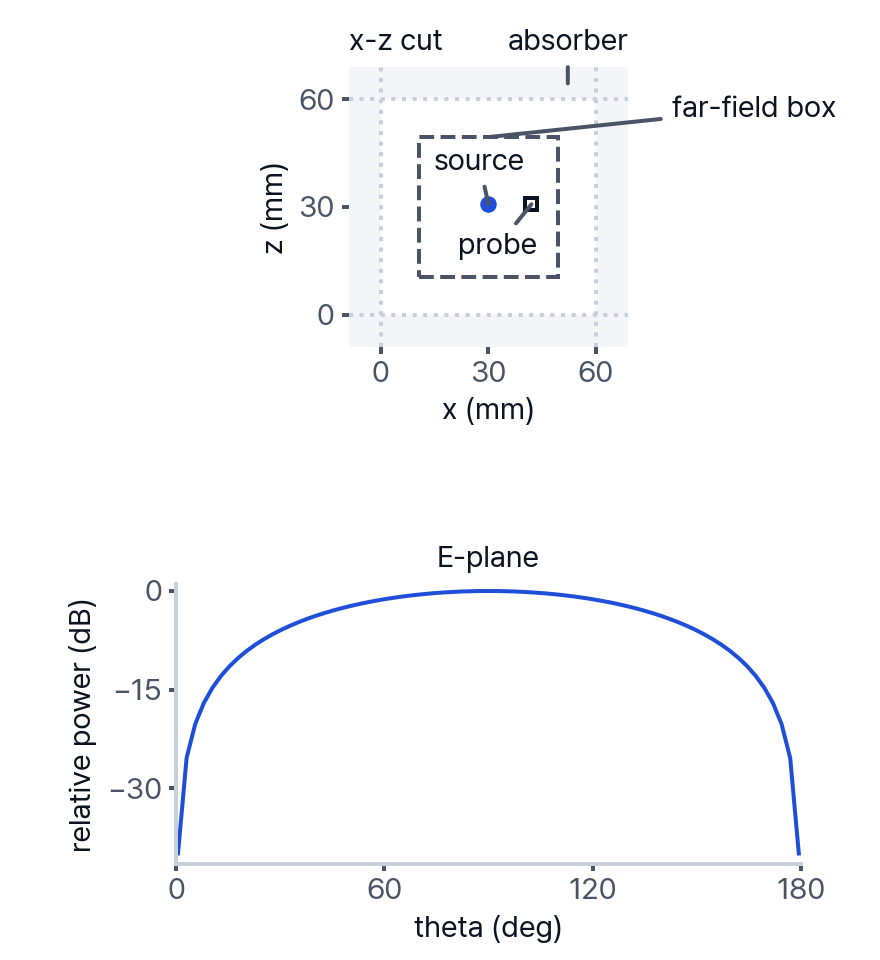 x-z cut
absorber
far-field box
60
source
z (mm)
30
probe
0
0
30
60
x (mm)
E-plane
0
relative power (dB)
−15
−30
0
60
120
180
theta (deg)